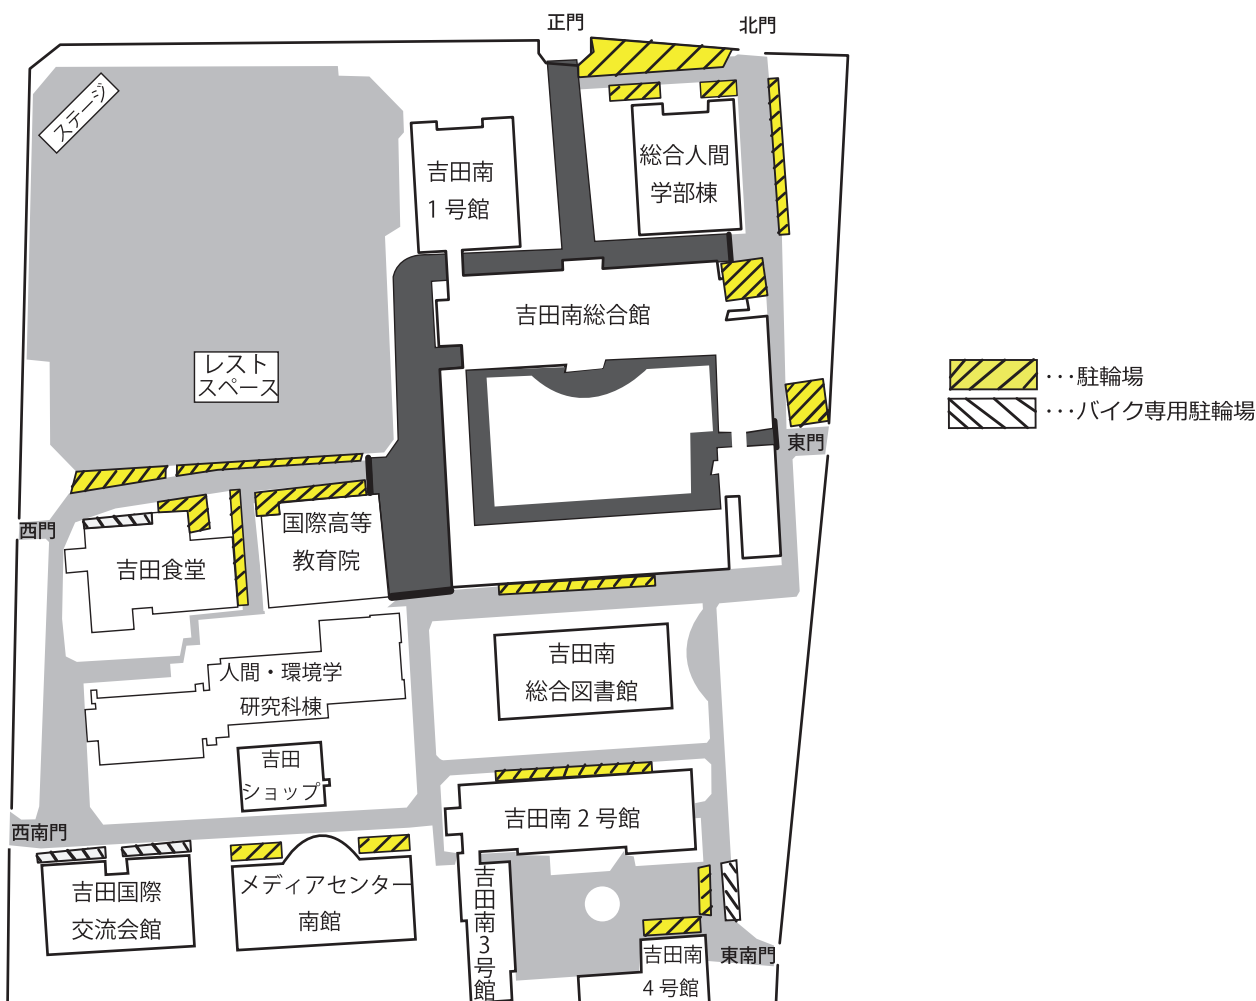 正門
北門
ステージ
吉田南
1 号館
総合人間
学部棟
吉田南総合館
レスト
スペース
･･･駐輪場
･･･バイク専用駐輪場
東門
西門
国際高等
教育院
吉田食堂
吉田南
総合図書館
人間・環境学
研究科棟
吉田
ショップ
吉田南 2 号館
西南門
吉田国際
交流会館
メディアセンター
南館
吉田南3号館
吉田南
4 号館
東南門